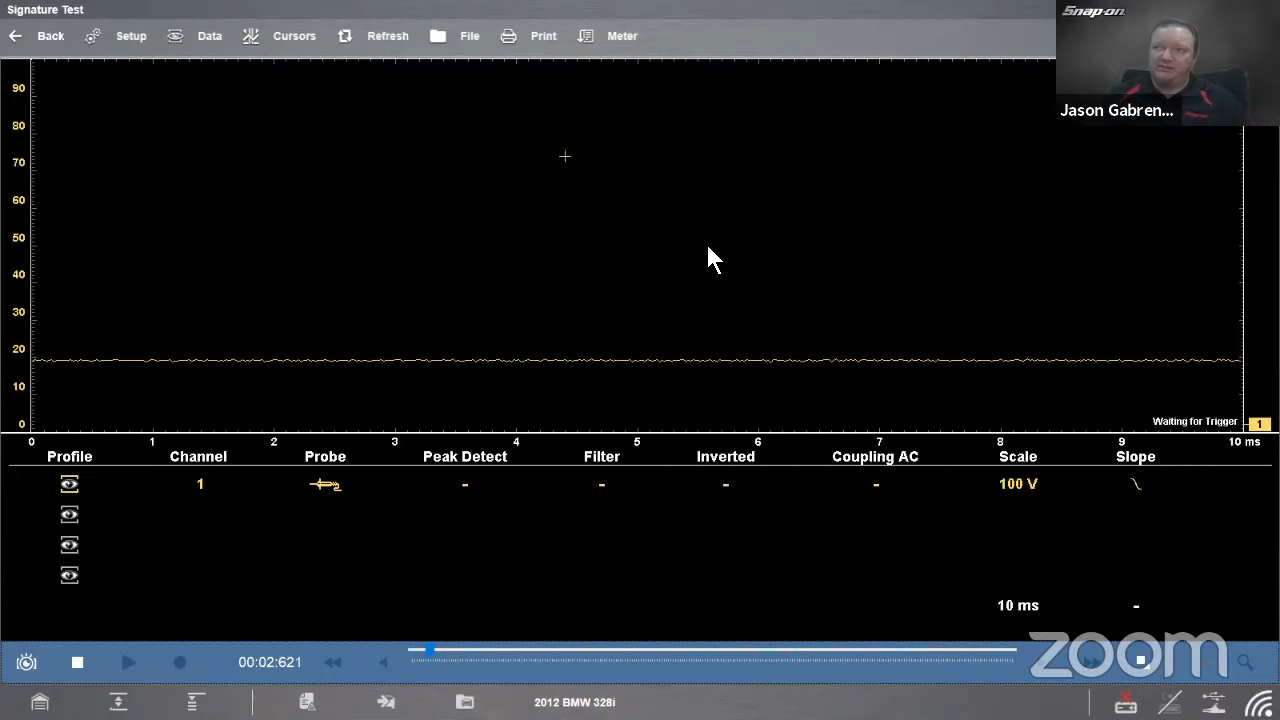 Signature Test
Snap-on
Back Setup Data Cursors Refresh File Print Meter
Jason Gabren...
90
80
70
60
50
40
30
20
10
0
Waiting for Trigger 1
0 1 2 3 4 5 6 7 8 9 10 ms
Profile Channel Probe Peak Detect Filter Inverted Coupling AC Scale Slope
1 - - - - 100 V
10 ms -
00:02:621
zoom
2012 BMW 328i